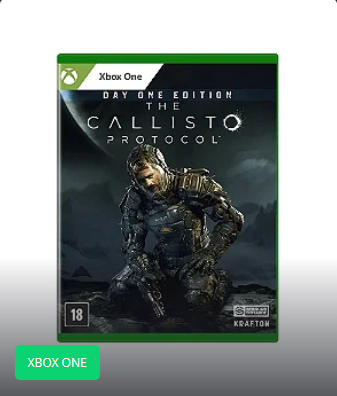 Xbox One
DAY ONE EDITION
THE
CALLISTO
PROTOCOL
18
KRAFTON
XBOX ONE